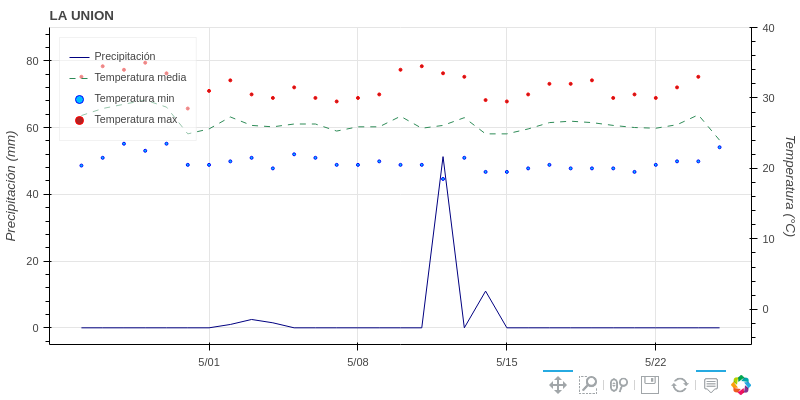 LA UNION
Precipitación
Temperatura media
Temperatura min
Temperatura max
Precipitación (mm)
80
60
40
20
0
Temperatura (°C)
40
30
20
10
0
5/01
5/08
5/15
5/22